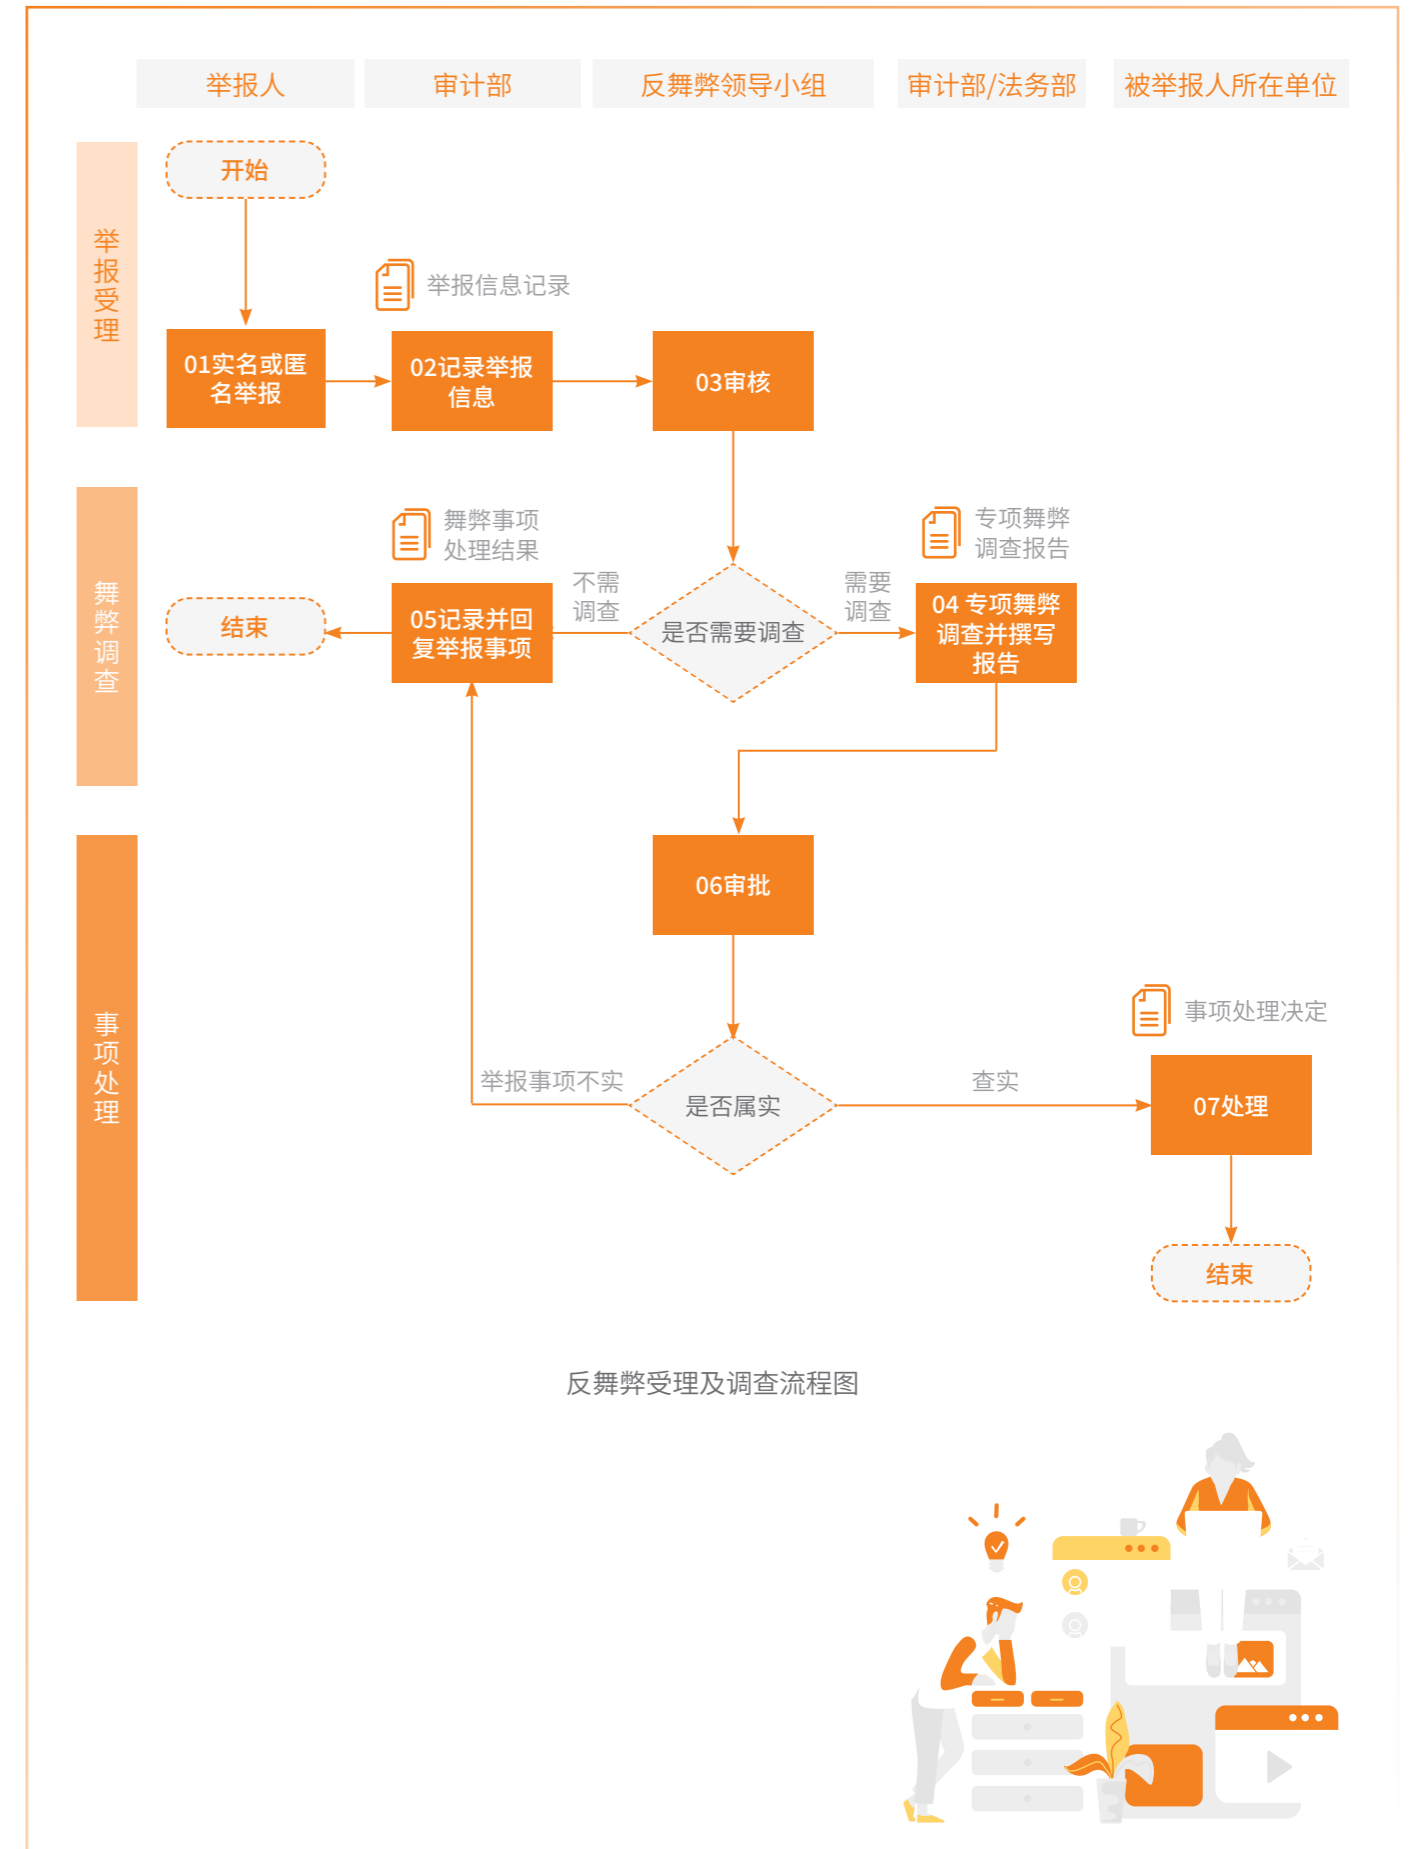 举报人
审计部
反舞弊领导小组
审计部/法务部
被举报人所在单位
举报受理
开始
举报信息记录
01实名或匿
名举报
02记录举报
信息
03审核
舞弊调查
舞弊事项
处理结果
专项舞弊
调查报告
不需
调查
需要
调查
结束
05记录并回
复举报事项
是否需要调查
04 专项舞弊
调查并撰写
报告
事项处理
06审批
事项处理决定
举报事项不实
是否属实
查实
07处理
结束
反舞弊受理及调查流程图